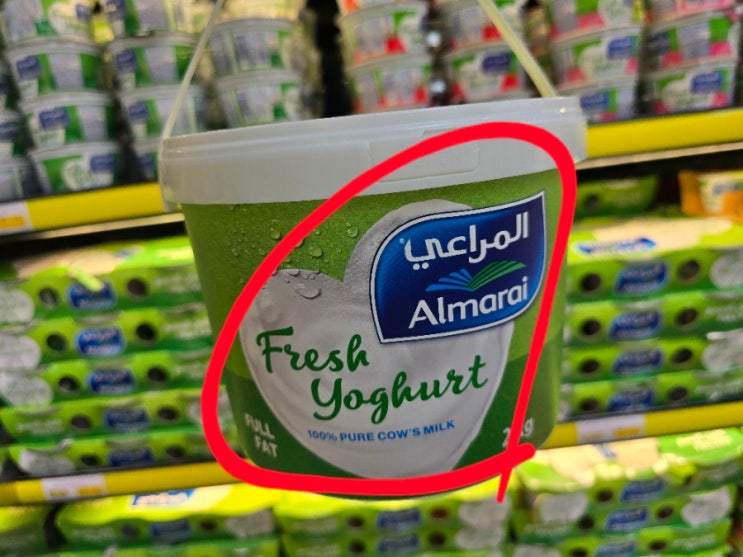 المراعي
Almarai
Fresh
Yoghurt
100% PURE COW'S MILK
FULL
FAT